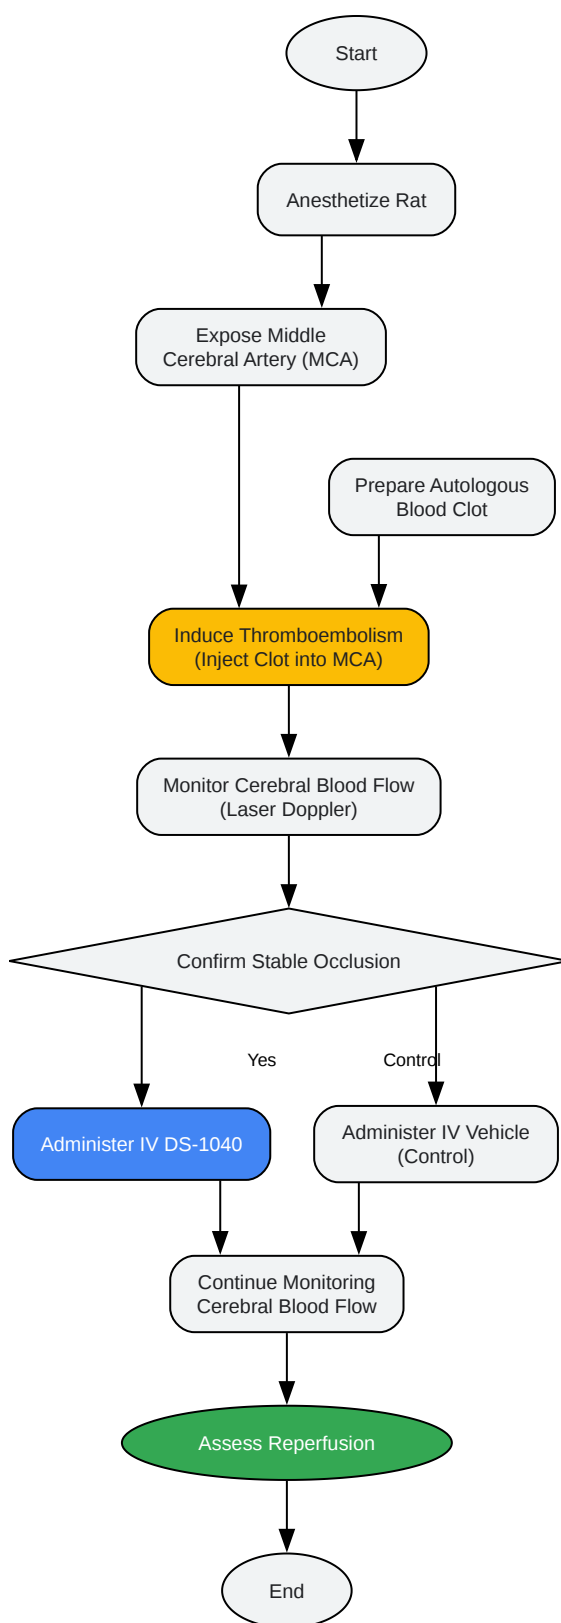 Start
Anesthetize Rat
Expose Middle
Cerebral Artery (MCA)
Prepare Autologous
Blood Clot
Induce Thromboembolism
(Inject Clot into MCA)
Monitor Cerebral Blood Flow
(Laser Doppler)
Confirm Stable Occlusion
Yes
Control
Administer IV DS-1040
Administer IV Vehicle
(Control)
Continue Monitoring
Cerebral Blood Flow
Assess Reperfusion
End